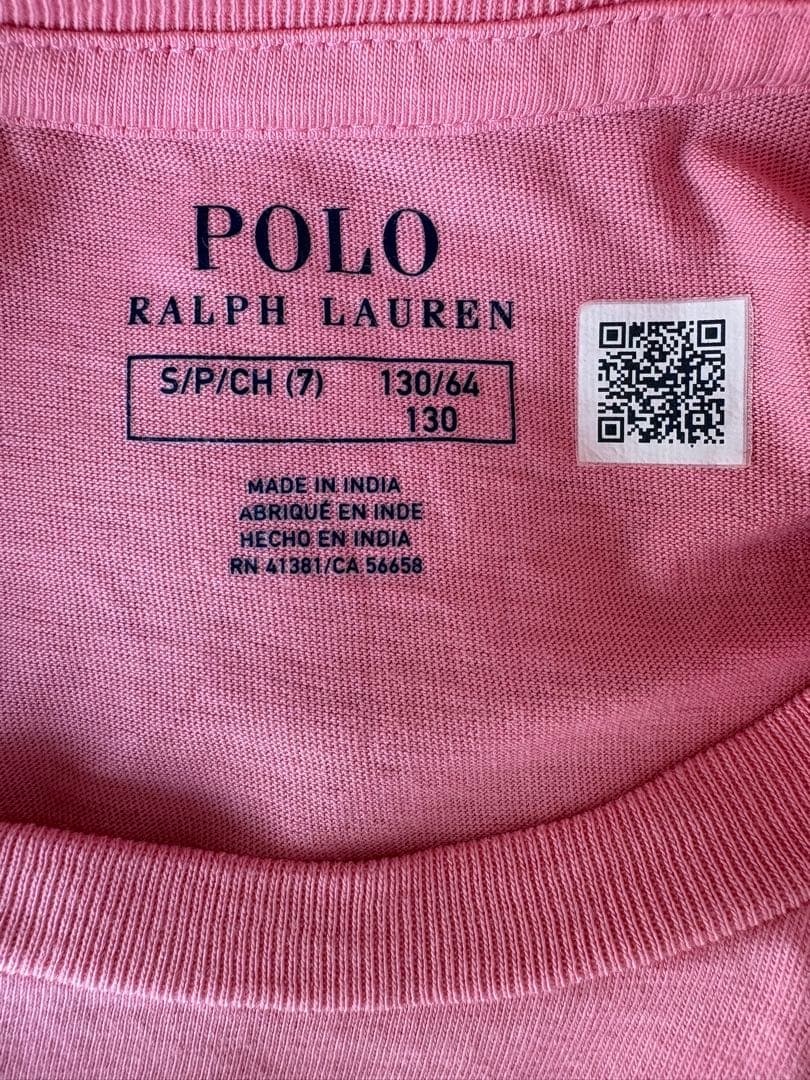 POLO
RALPH LAUREN
S/P/CH (7) 130/64
130
MADE IN INDIA
ABRIQUÉ EN INDE
HECHO EN INDIA
RN 41381/CA 56658